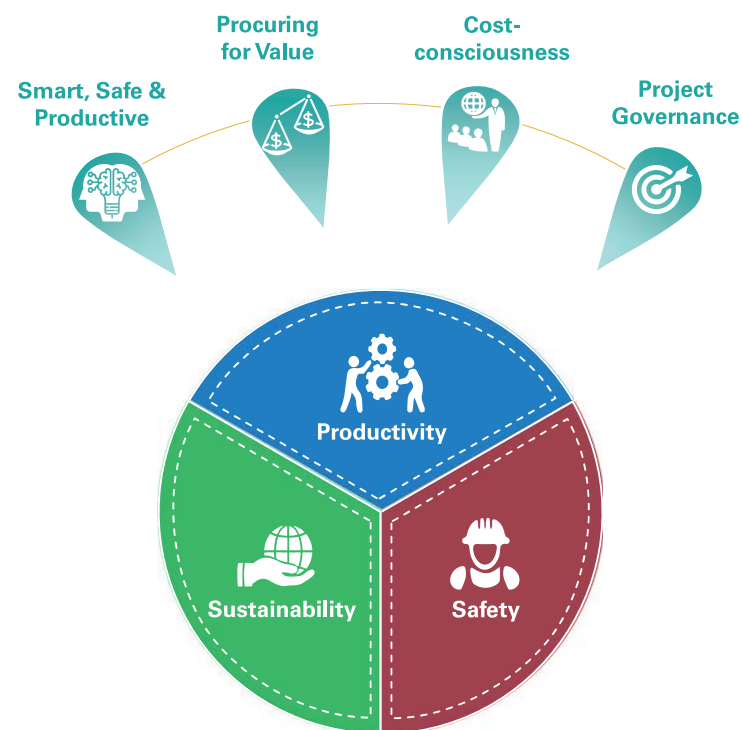 Procuring
for Value
Cost-
consciousness
Smart, Safe &
Productive
Project
Governance
$
$
Productivity
Sustainability
Safety